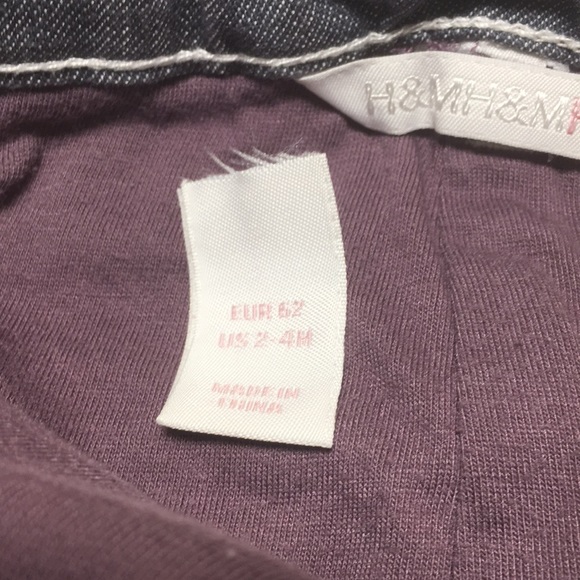 H&MH&M
EUR 62
US 2-4M
MADE IN
CHINA